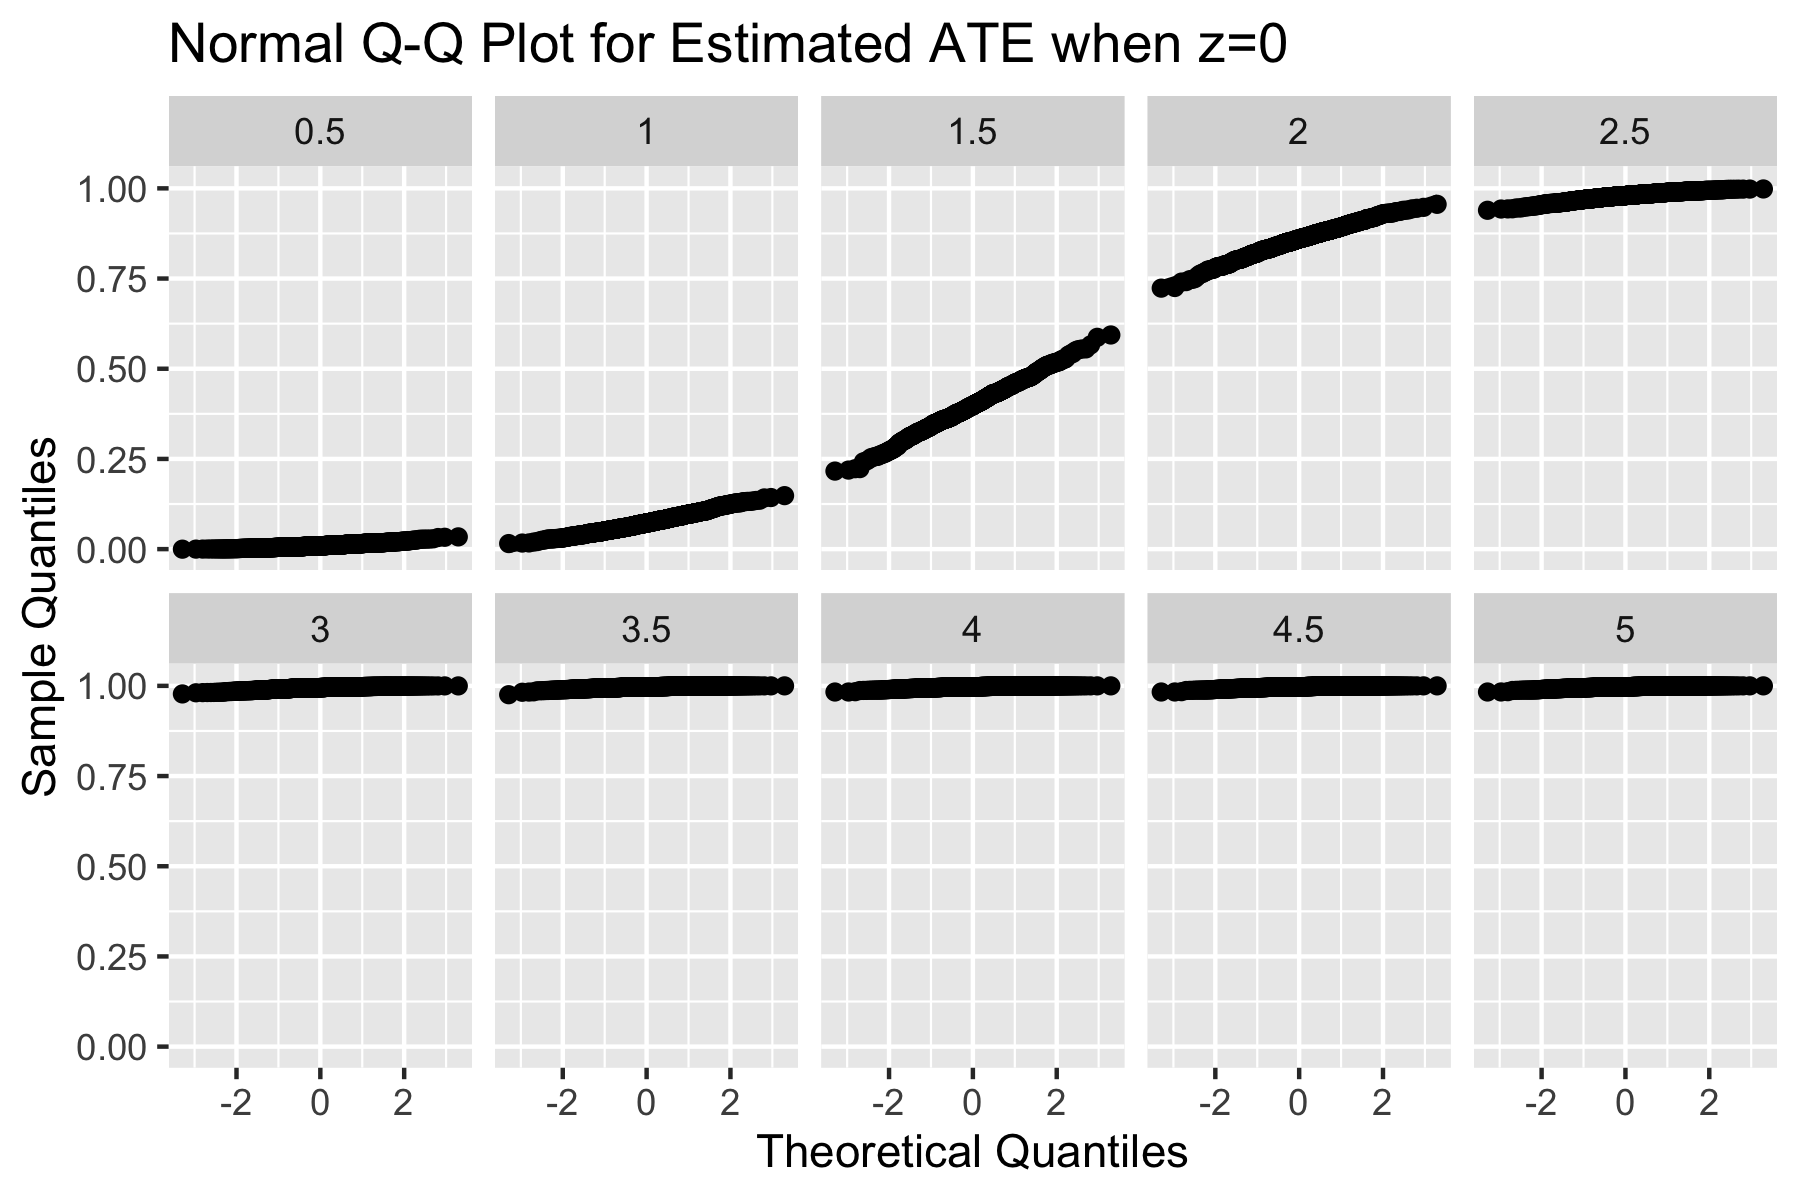 Normal Q-Q Plot for Estimated ATE when z=0
0.5 1 1.5 2 2.5
1.00
0.75
0.50
0.25
0.00
3 3.5 4 4.5 5
1.00
0.75
0.50
0.25
0.00
Sample Quantiles
-2 0 2 -2 0 2 -2 0 2 -2 0 2 -2 0 2
Theoretical Quantiles